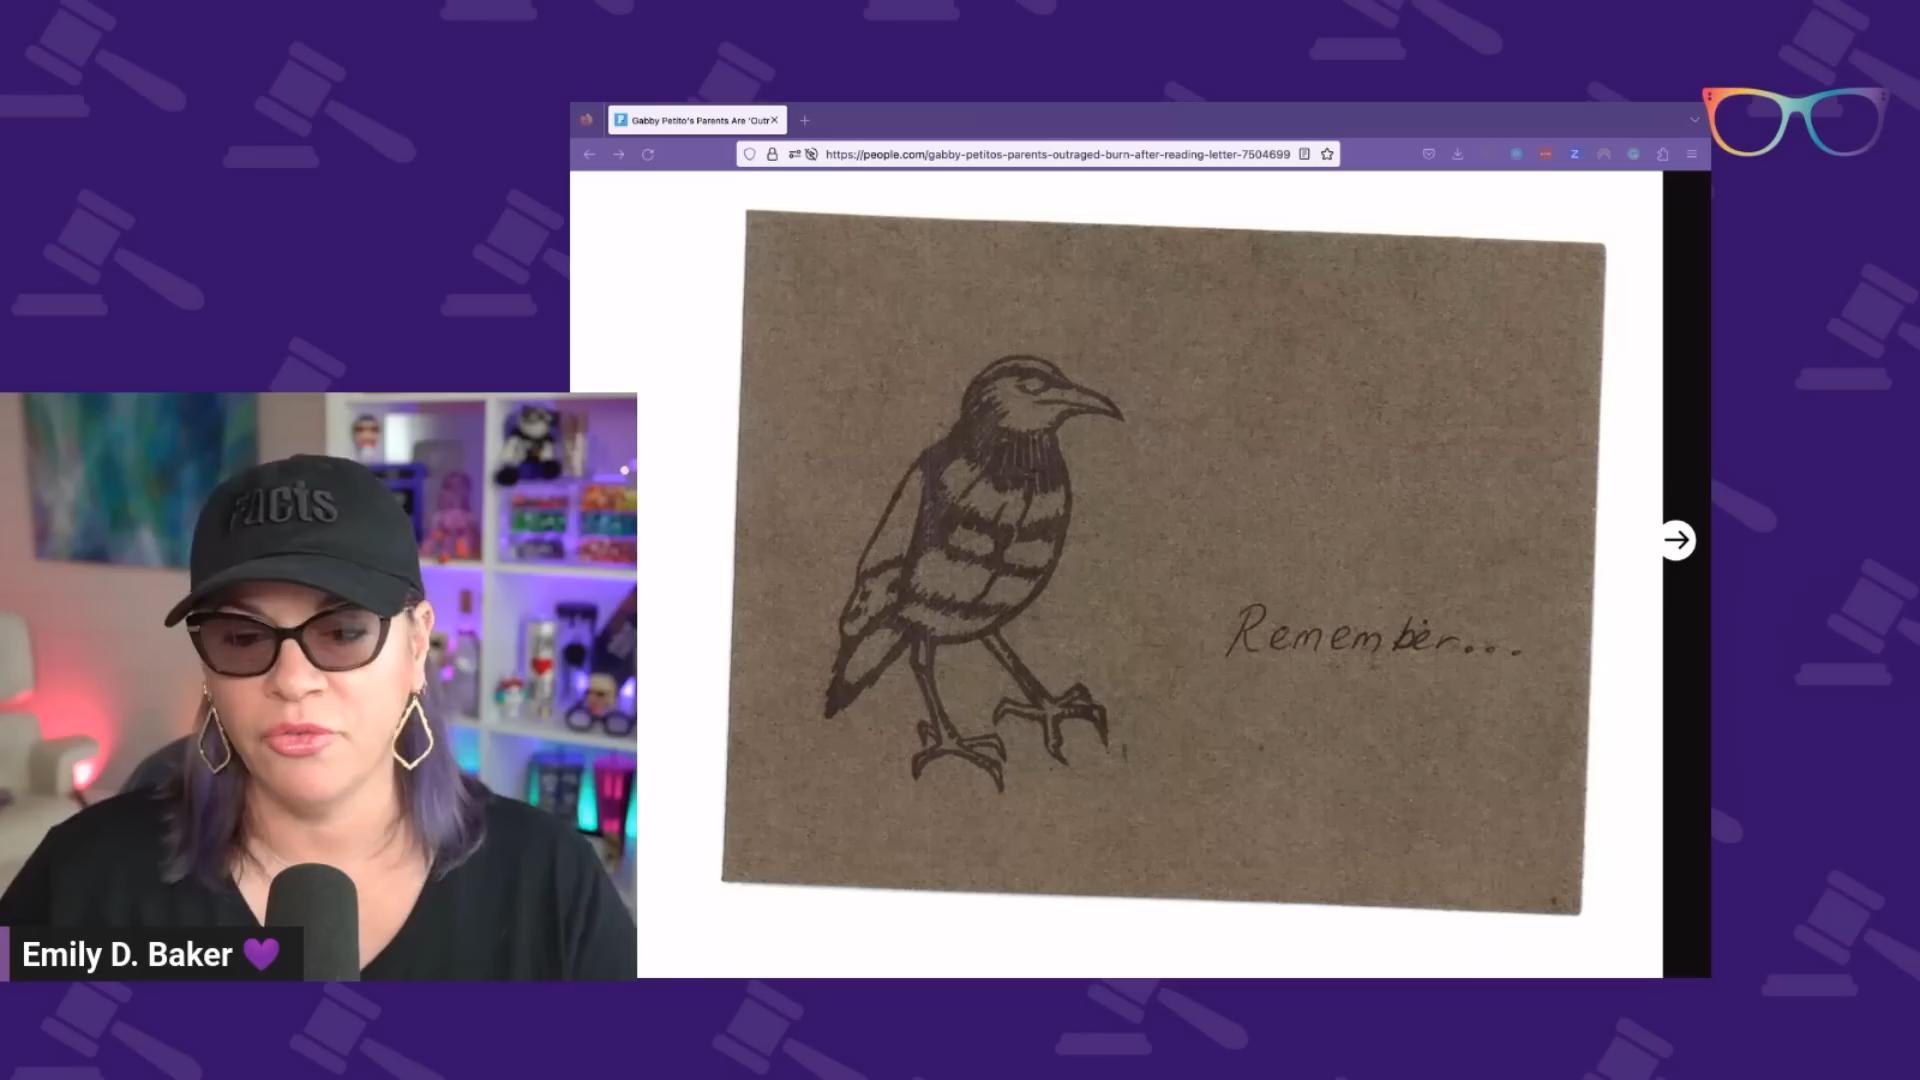 Gabby Petito's Parents Are 'Outr
https://people.com/gabby-petitos-parents-outraged-burn-after-reading-letter-7504699
Facts
Remember...
Emily D. Baker 💜